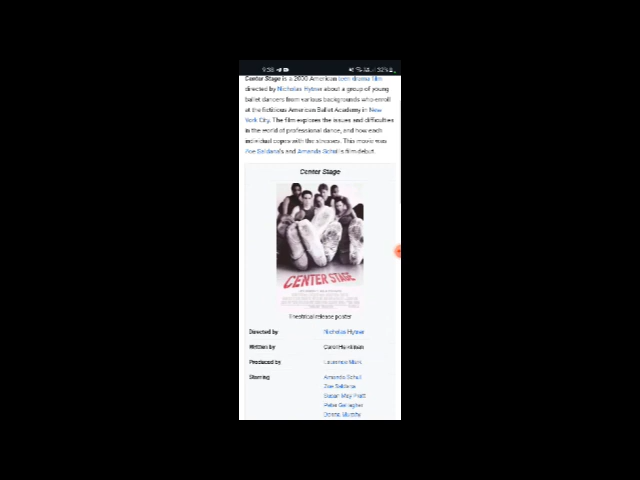 9:38
Center Stage is a 2000 American teen drama film
directed by Nicholas Hytner about a group of young
ballet dancers from various backgrounds who enroll
at the fictitious American Ballet Academy in New
York City. The film explores the issues and difficulties
in the world of professional dance, and how each
individual copes with the stresses. This movie was
Zoe Saldana's and Amanda Schull's film debut.
Center Stage
CENTER STAGE
Theatrical release poster
Directed by Nicholas Hytner
Written by Carol Heikkinen
Produced by Laurence Mark
Starring Amanda Schull
Zoe Saldana
Susan May Pratt
Peter Gallagher
Donna Murphy